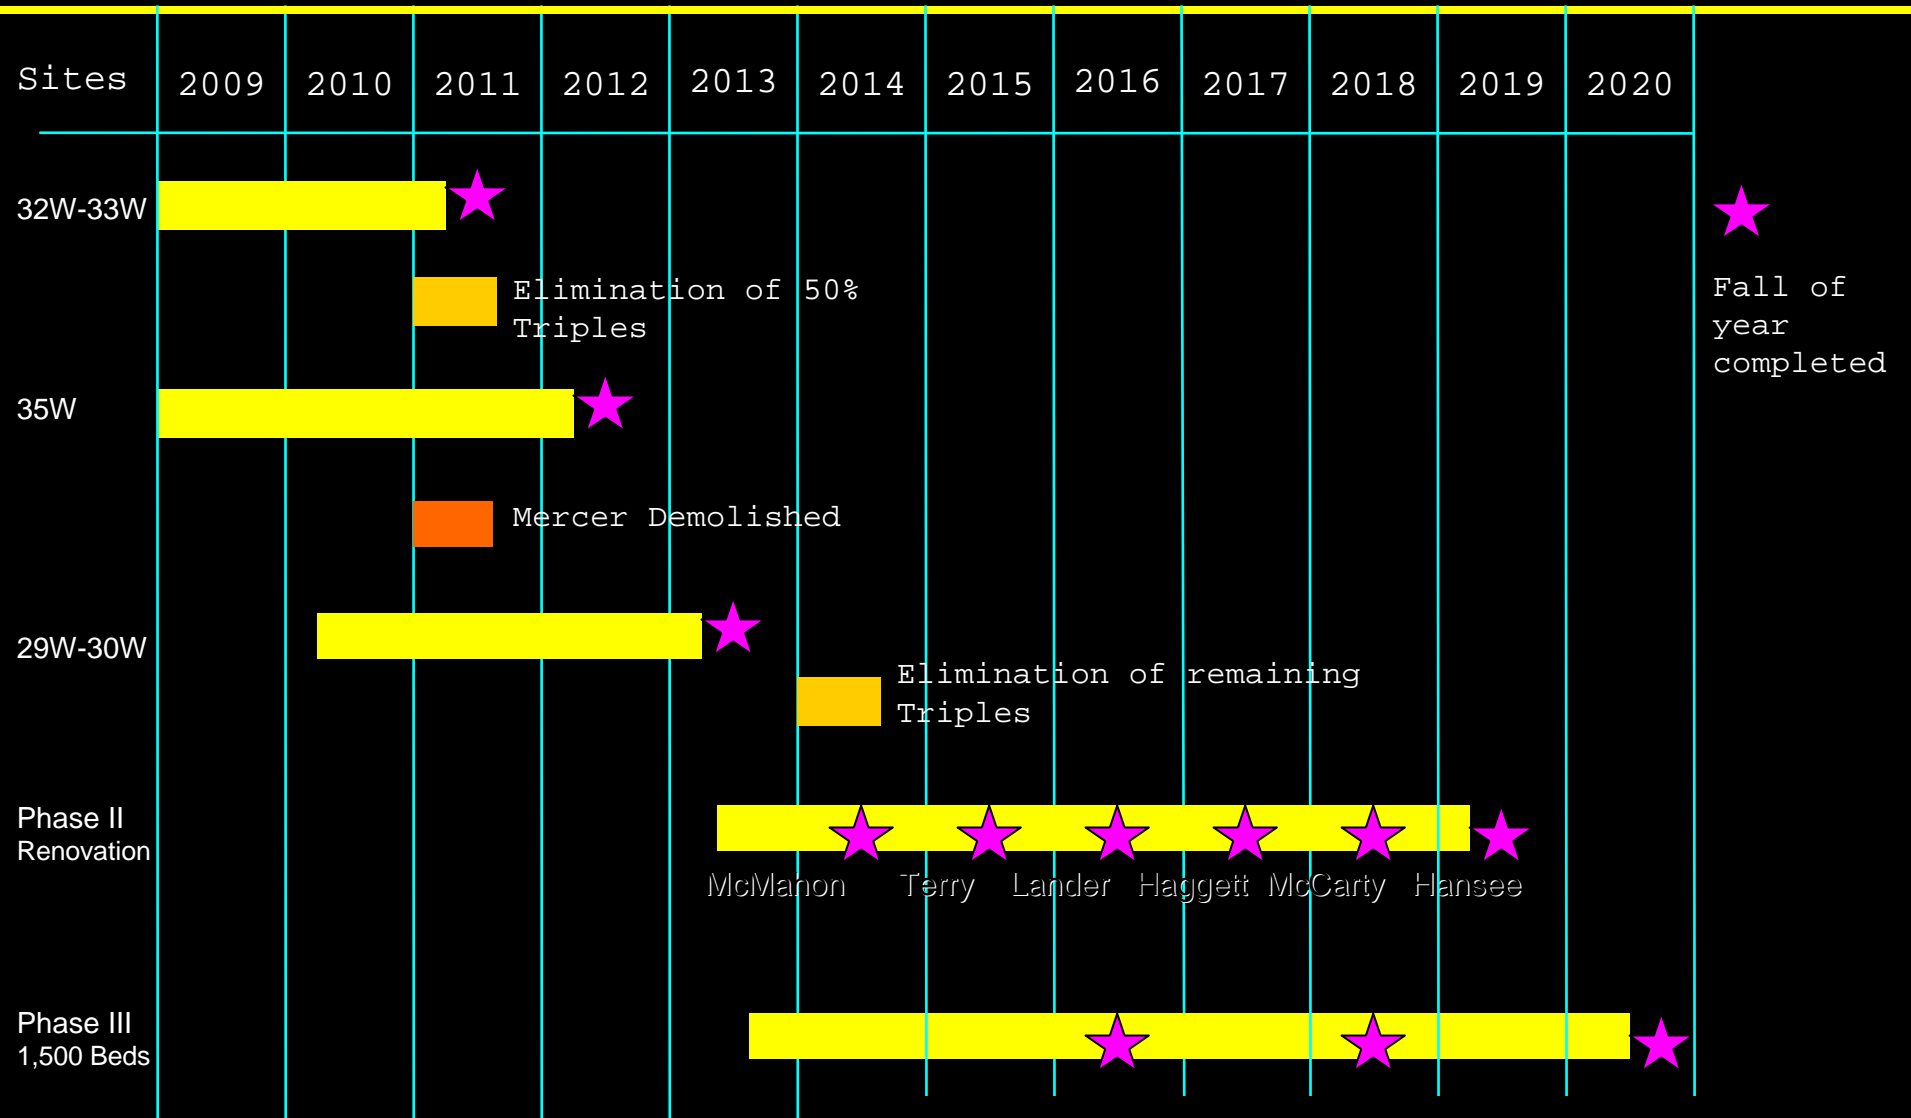 Sites 2009 2010 2011 2012 2013 2014 2015 2016 2017 2018 2019 2020
32W-33W
Elimination of 50%
Triples
Fall of
year
completed
35W
Mercer Demolished
29W-30W
Elimination of remaining
Triples
Phase II
Renovation
McMahon Terry Lander Haggett McCarty Hansee
Phase III
1,500 Beds